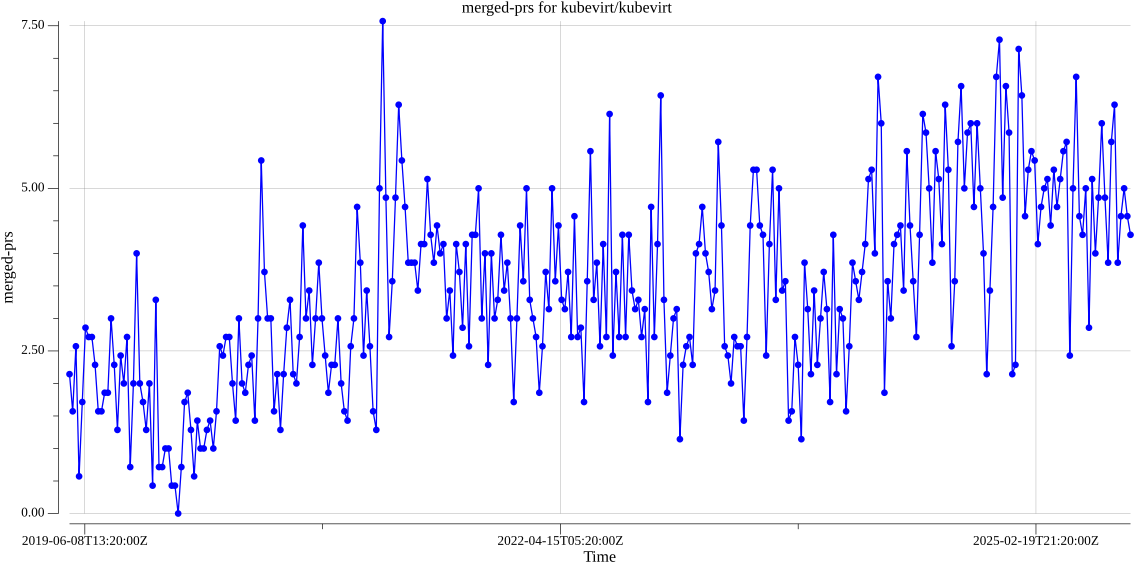 merged-prs for kubevirt/kubevirt
7.50
5.00
2.50
0.00
merged-prs
2019-06-08T13:20:00Z
2022-04-15T05:20:00Z
2025-02-19T21:20:00Z
Time